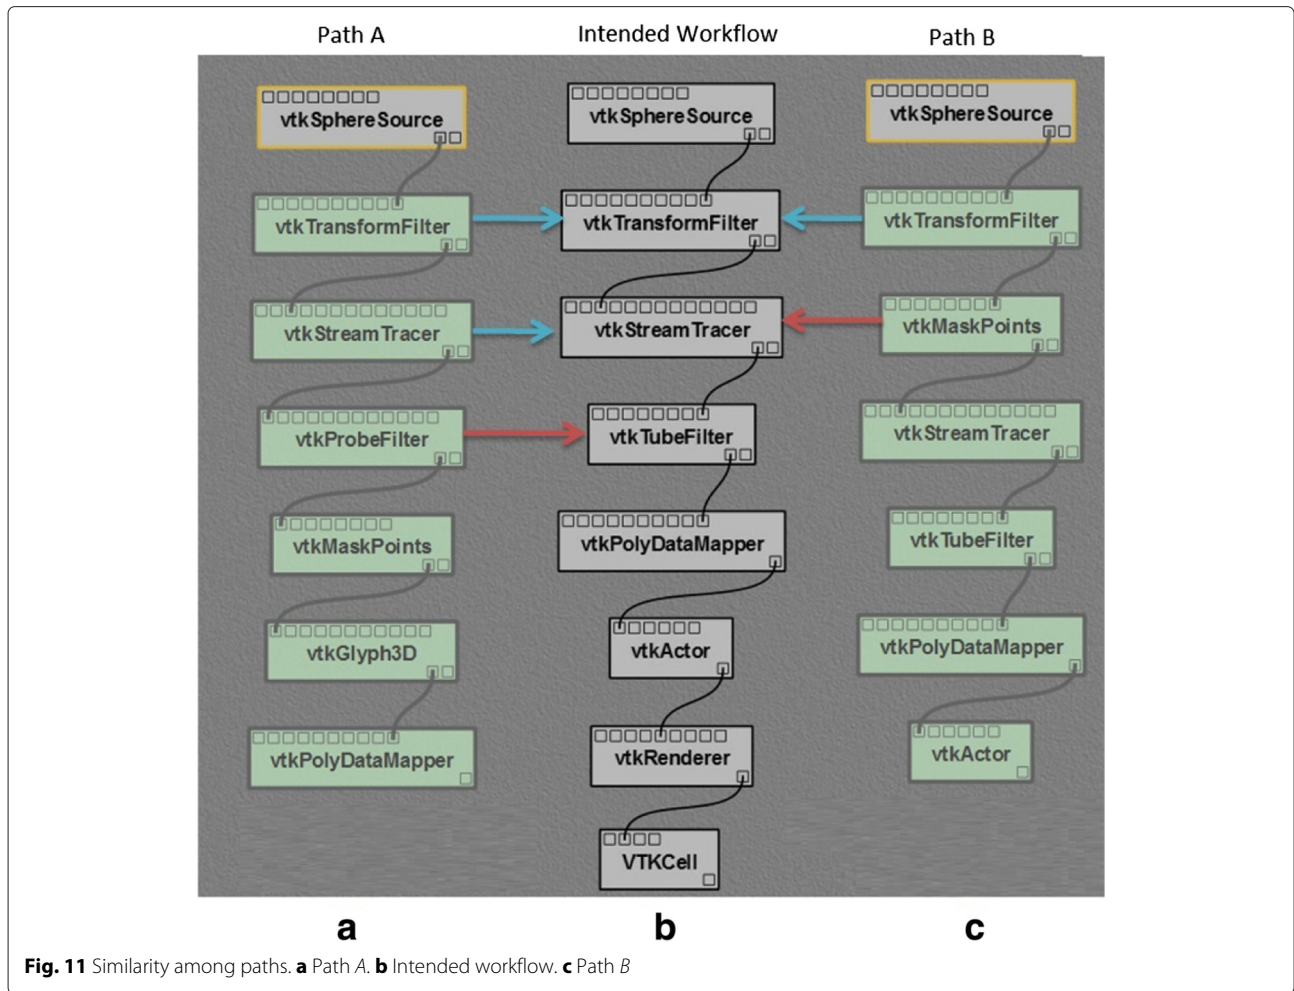 Path A
Intended Workflow
Path B
vtkSphereSource
vtkTransformFilter
vtkStreamTracer
vtkProbeFilter
vtkMaskPoints
vtkGlyph3D
vtkPolyDataMapper
vtkSphereSource
vtkTransformFilter
vtkStreamTracer
vtkTubeFilter
vtkPolyDataMapper
vtkActor
vtkRenderer
VTKCell
vtkSphereSource
vtkTransformFilter
vtkMaskPoints
vtkStreamTracer
vtkTubeFilter
vtkPolyDataMapper
vtkActor
a
b
c
Fig. 11 Similarity among paths. a Path A. b Intended workflow. c Path B